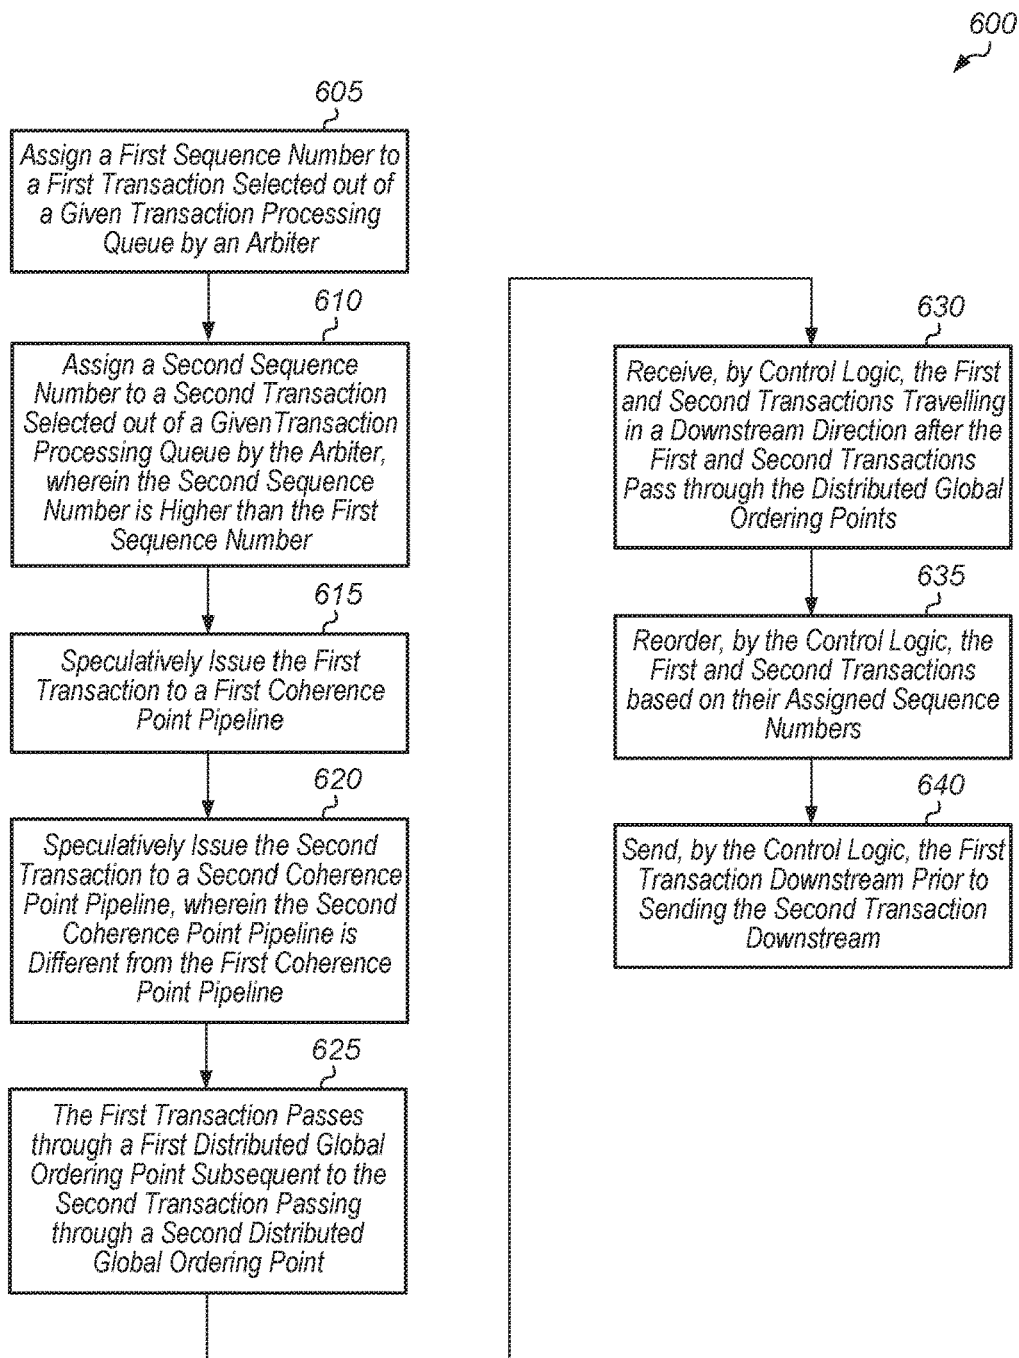 600
605
Assign a First Sequence Number to
a First Transaction Selected out of
a Given Transaction Processing
Queue by an Arbiter
610
Assign a Second Sequence
Number to a Second Transaction
Selected out of a Given Transaction
Processing Queue by the Arbiter,
wherein the Second Sequence
Number is Higher than the First
Sequence Number
615
Speculatively Issue the First
Transaction to a First Coherence
Point Pipeline
620
Speculatively Issue the Second
Transaction to a Second Coherence
Point Pipeline, wherein the Second
Coherence Point Pipeline is
Different from the First Coherence
Point Pipeline
625
The First Transaction Passes
through a First Distributed Global
Ordering Point Subsequent to the
Second Transaction Passing
through a Second Distributed
Global Ordering Point
630
Receive, by Control Logic, the First
and Second Transactions Travelling
in a Downstream Direction after the
First and Second Transactions
Pass through the Distributed Global
Ordering Points
635
Reorder, by the Control Logic, the
First and Second Transactions
based on their Assigned Sequence
Numbers
640
Send, by the Control Logic, the First
Transaction Downstream Prior to
Sending the Second Transaction
Downstream